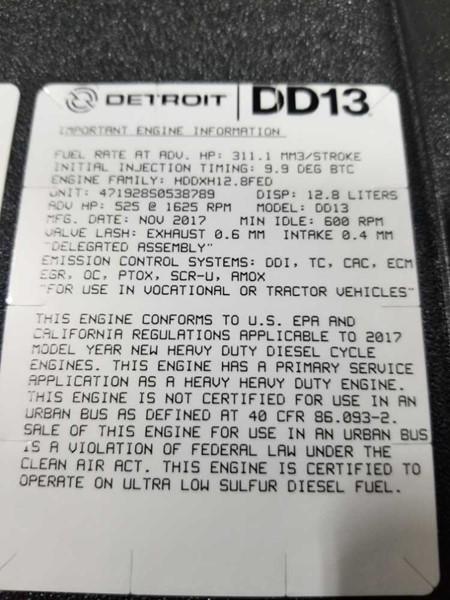 DETROIT DD13
IMPORTANT ENGINE INFORMATION
FUEL RATE AT ADV. HP: 311.1 MM3/STROKE
INITIAL INJECTION TIMING: 9.9 DEG BTC
ENGINE FAMILY: HDDXH12.8FED
UNIT: 471928S0538789 DISP: 12.8 LITERS
ADV HP: 525 @ 1625 RPM MODEL: DD13
MFG. DATE: NOV 2017 MIN IDLE: 600 RPM
VALVE LASH: EXHAUST 0.6 MM INTAKE 0.4 MM
"DELEGATED ASSEMBLY"
EMISSION CONTROL SYSTEMS: DDI, TC, CAC, ECM
EGR, OC, PTOX, SCR-U, AMOX
"FOR USE IN VOCATIONAL OR TRACTOR VEHICLES"
THIS ENGINE CONFORMS TO U.S. EPA AND
CALIFORNIA REGULATIONS APPLICABLE TO 2017
MODEL YEAR NEW HEAVY DUTY DIESEL CYCLE
ENGINES. THIS ENGINE HAS A PRIMARY SERVICE
APPLICATION AS A HEAVY HEAVY DUTY ENGINE.
THIS ENGINE IS NOT CERTIFIED FOR USE IN AN
URBAN BUS AS DEFINED AT 40 CFR 86.093-2.
SALE OF THIS ENGINE FOR USE IN AN URBAN BUS
IS A VIOLATION OF FEDERAL LAW UNDER THE
CLEAN AIR ACT. THIS ENGINE IS CERTIFIED TO
OPERATE ON ULTRA LOW SULFUR DIESEL FUEL.